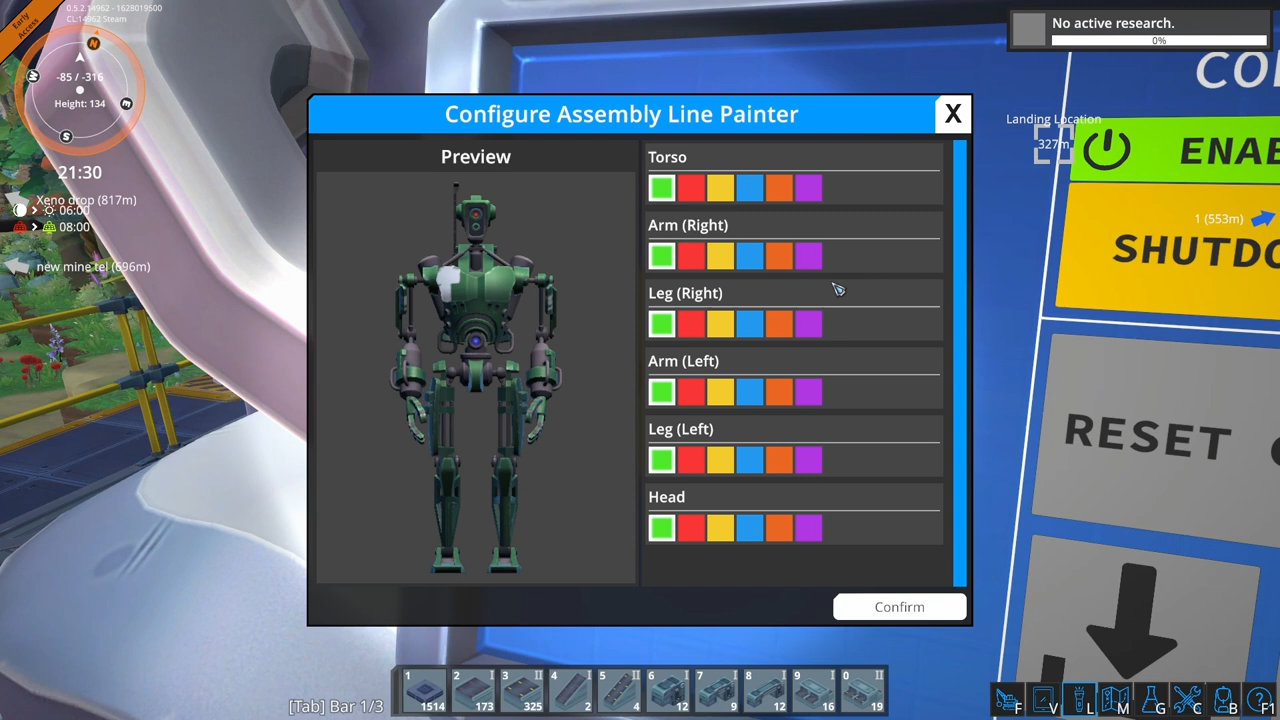 Early
Access
0.5.2.14962 - 1628019500
CL:14962 Steam
N
-85 / -316
Height: 134
S
21:30
Xeno drop (817m)
06:00
08:00
new mine tel (696m)
No active research.
0%
Landing Location
327m
1 (553m)
CO
ENAB
SHUTDO
RESET
Configure Assembly Line Painter
X
Preview
Torso
Arm (Right)
Leg (Right)
Arm (Left)
Leg (Left)
Head
Confirm
[Tab] Bar 1/3
1 1514
2 I 173
3 II 325
4 I 2
5 II 4
6 I 12
7 I 9
8 I 12
9 I 16
0 II 19
F
V
L
M
G
C
B
F1